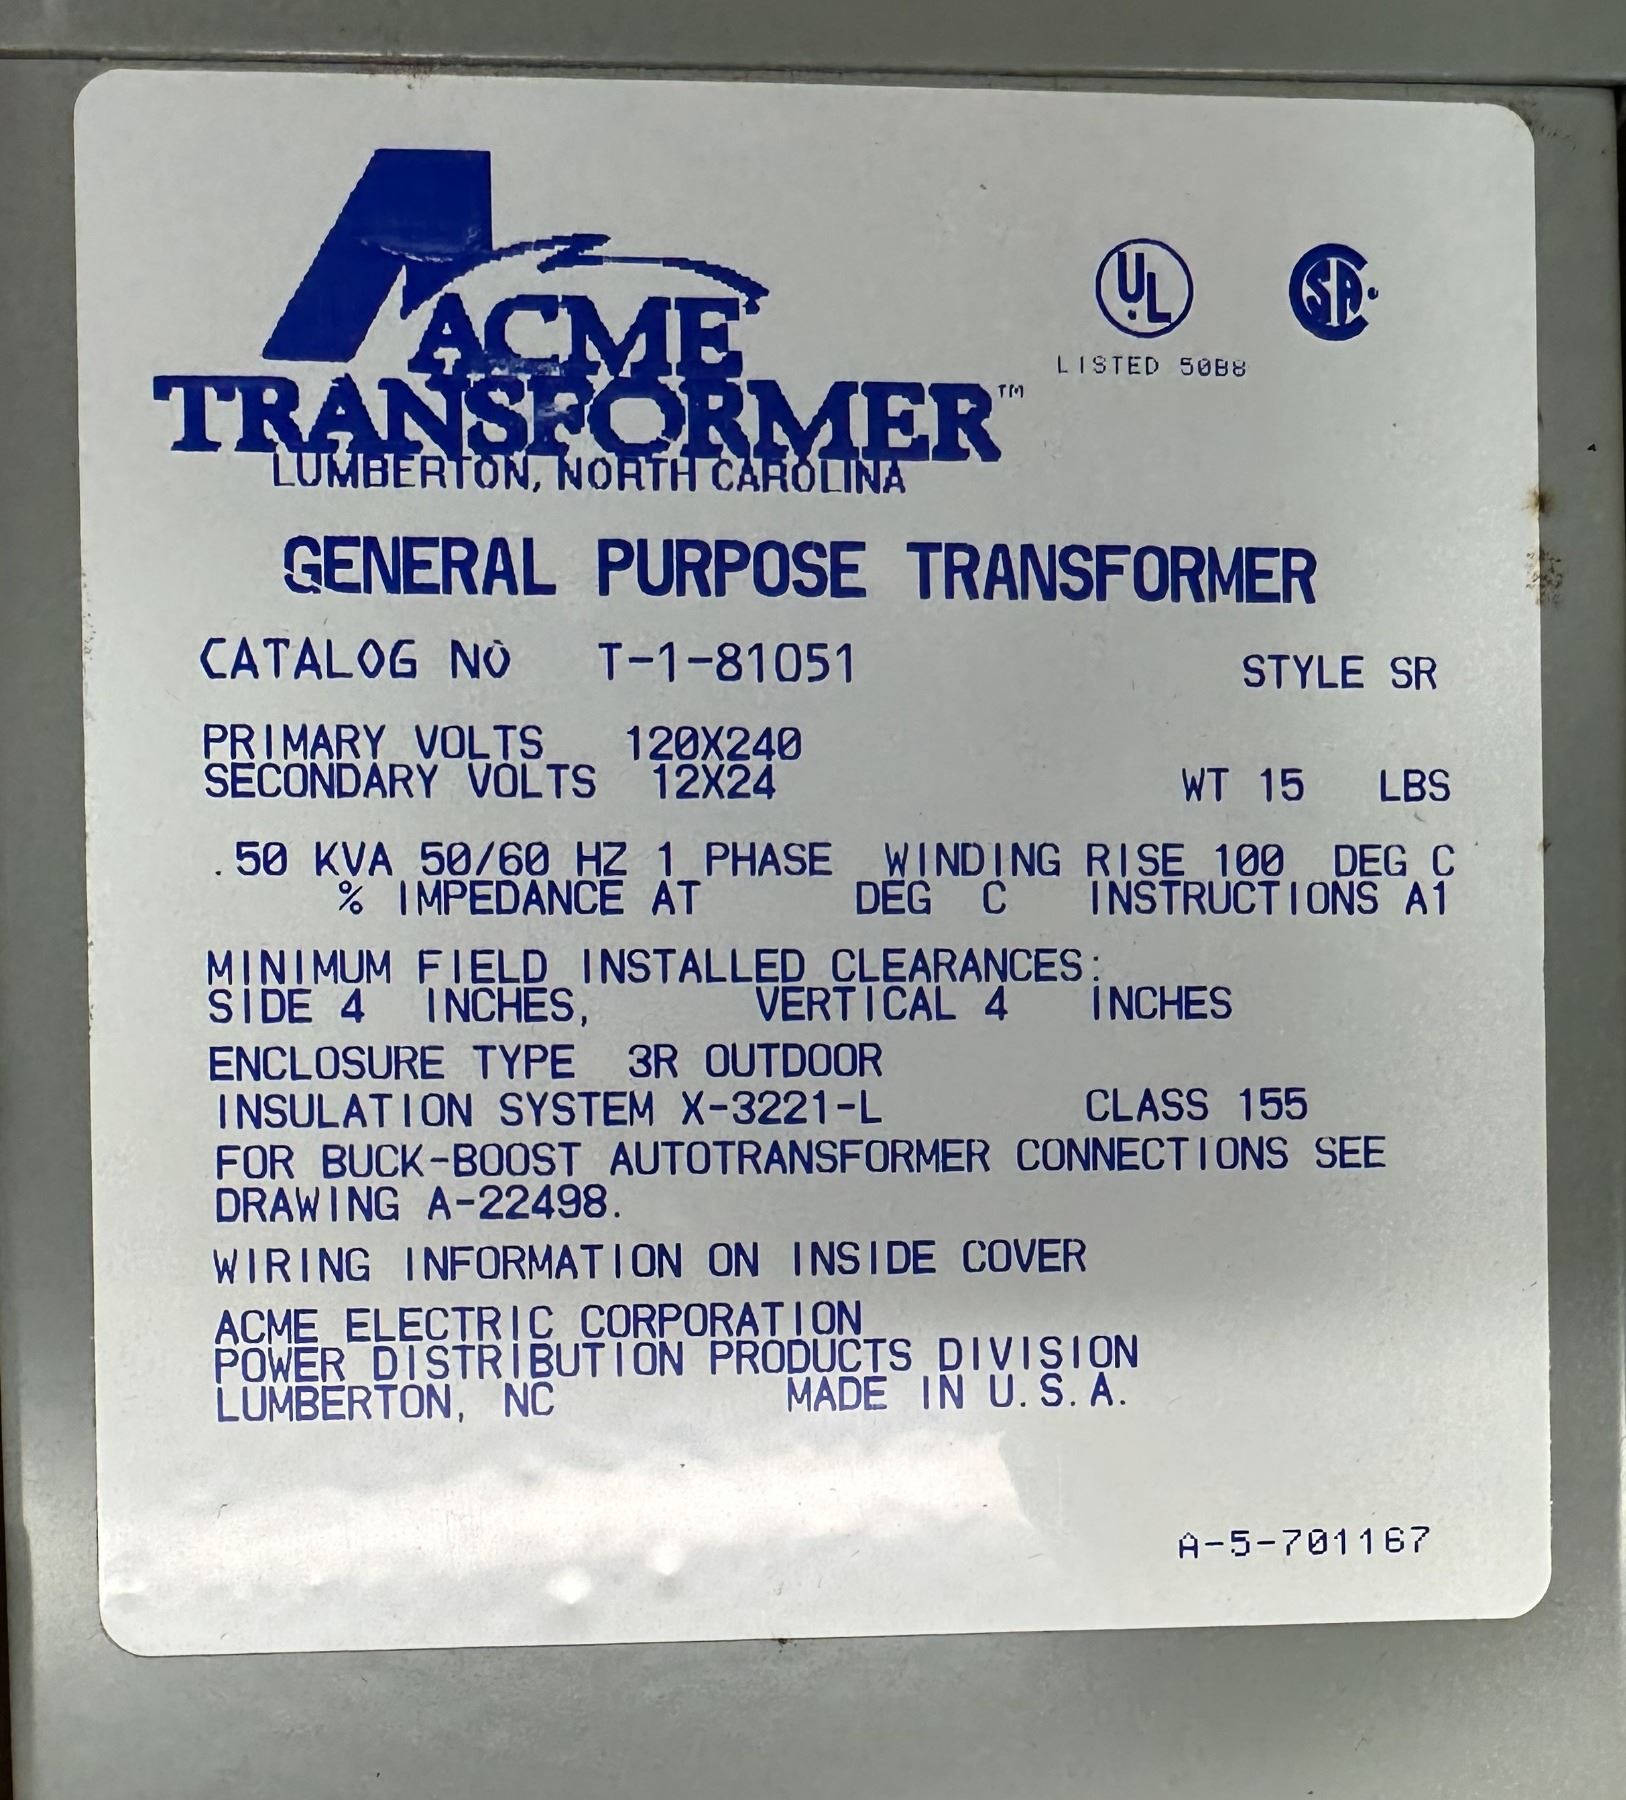 ACME
TRANSFORMER™
LUMBERTON, NORTH CAROLINA
UL
SA
LISTED 50B8
GENERAL PURPOSE TRANSFORMER
CATALOG NO T-1-81051 STYLE SR
PRIMARY VOLTS 120X240
SECONDARY VOLTS 12X24 WT 15 LBS
.50 KVA 50/60 HZ 1 PHASE WINDING RISE 100 DEG C
% IMPEDANCE AT DEG C INSTRUCTIONS A1
MINIMUM FIELD INSTALLED CLEARANCES:
SIDE 4 INCHES, VERTICAL 4 INCHES
ENCLOSURE TYPE 3R OUTDOOR
INSULATION SYSTEM X-3221-L CLASS 155
FOR BUCK-BOOST AUTOTRANSFORMER CONNECTIONS SEE
DRAWING A-22498.
WIRING INFORMATION ON INSIDE COVER
ACME ELECTRIC CORPORATION
POWER DISTRIBUTION PRODUCTS DIVISION
LUMBERTON, NC MADE IN U.S.A.
A-5-701167